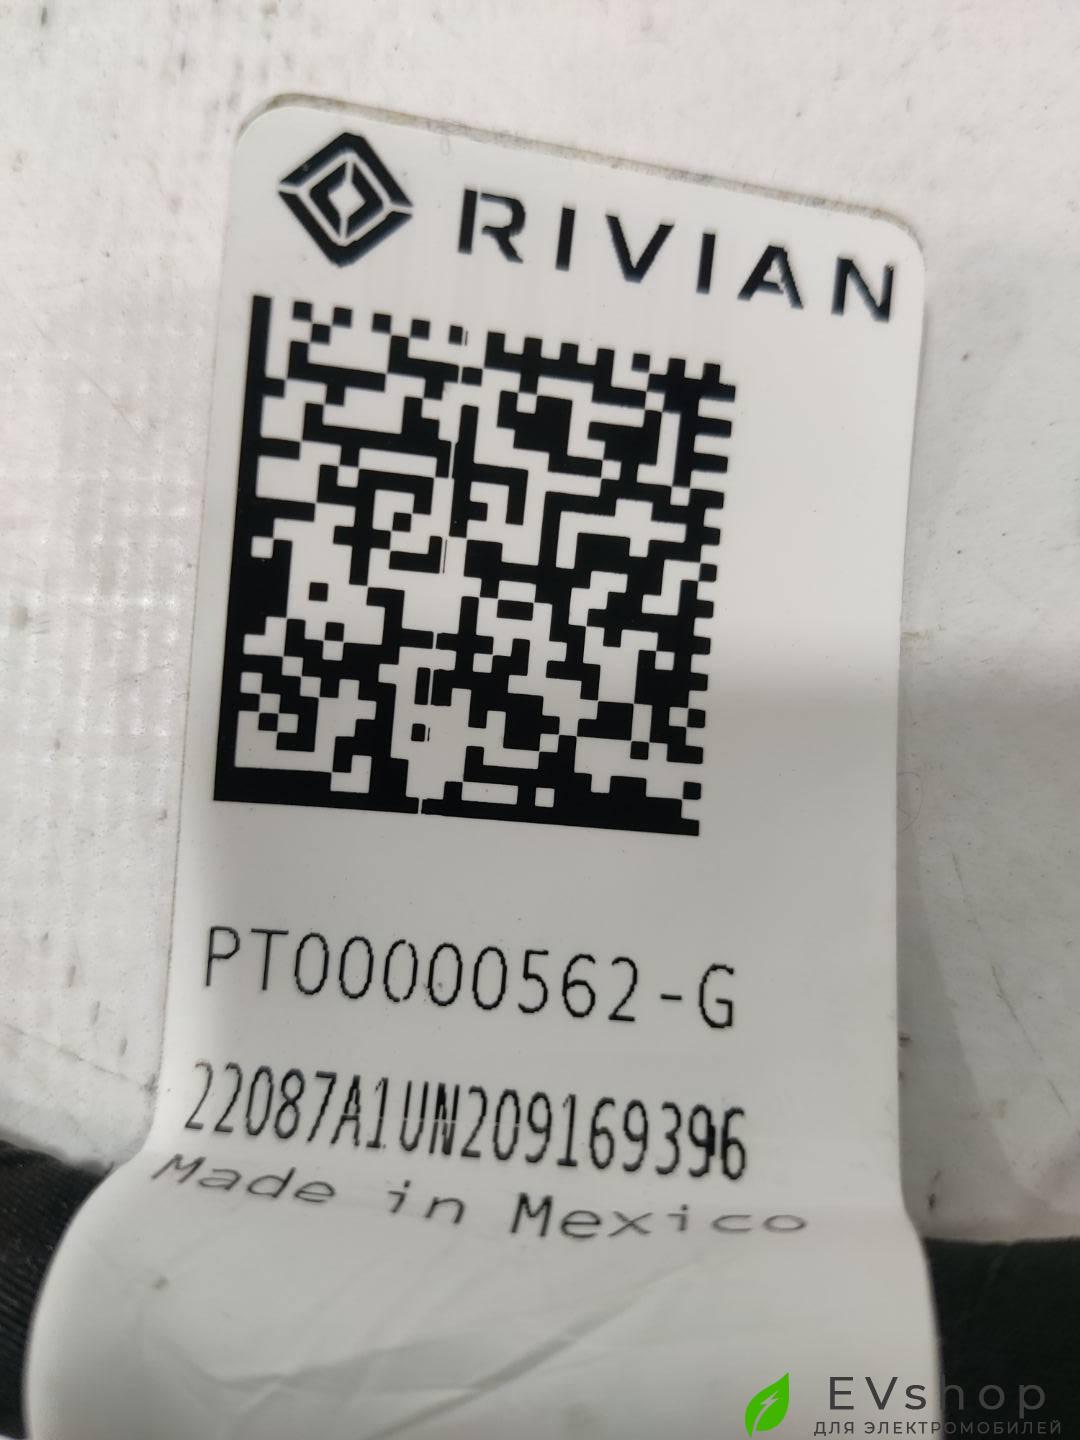 RIVIAN
PT00000562-G
22087A1UN209169396
Made in Mexico
EVshop
ДЛЯ ЭЛЕКТРОМОБИЛЕЙ